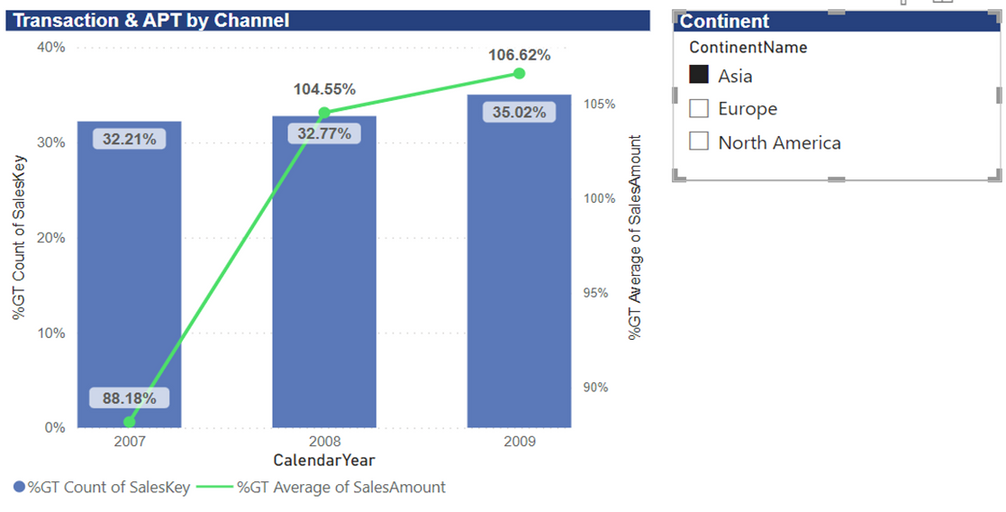 Transaction & APT by Channel
40%
30%
20%
10%
0%
%GT Count of SalesKey
32.21%
32.77%
35.02%
88.18%
104.55%
106.62%
105%
100%
95%
90%
%GT Average of SalesAmount
2007
2008
2009
CalendarYear
%GT Count of SalesKey
%GT Average of SalesAmount
Continent
ContinentName
Asia
Europe
North America